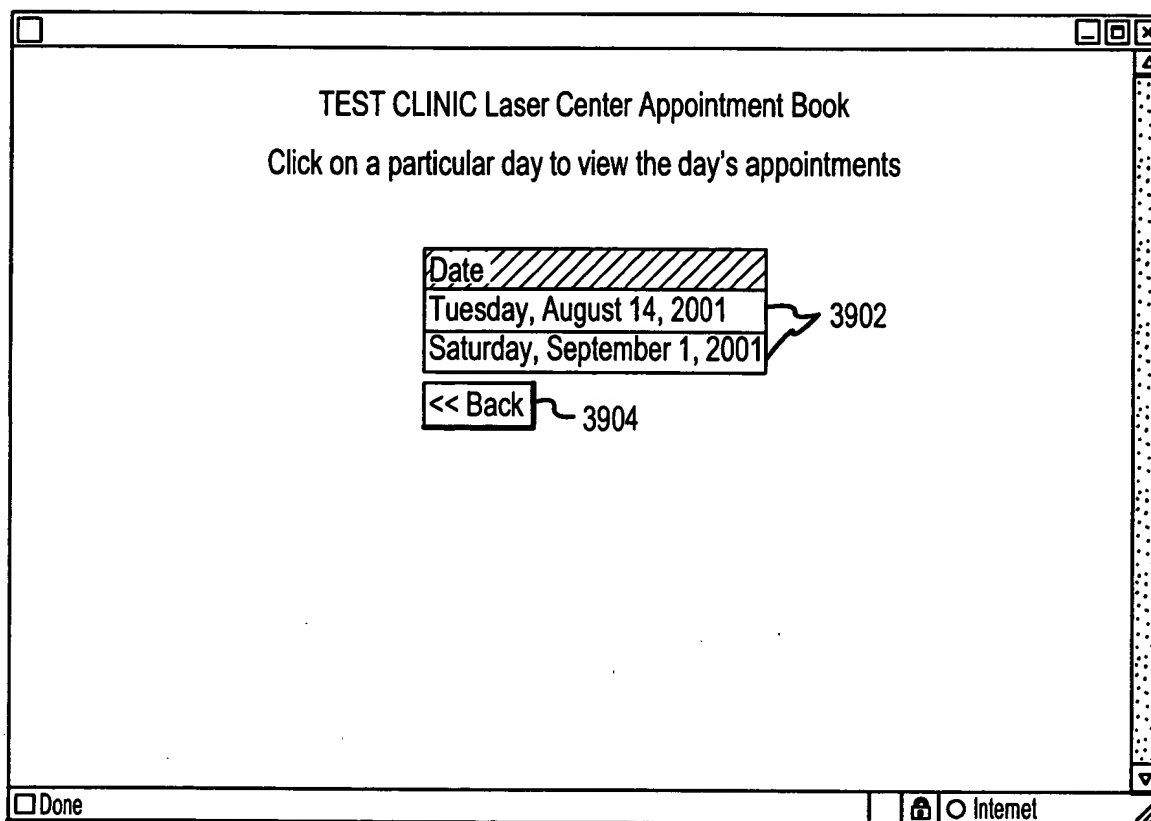 TEST CLINIC Laser Center Appointment Book
Click on a particular day to view the day's appointments
Date
Tuesday, August 14, 2001
3902
Saturday, September 1, 2001
<< Back
3904
Done
Internet